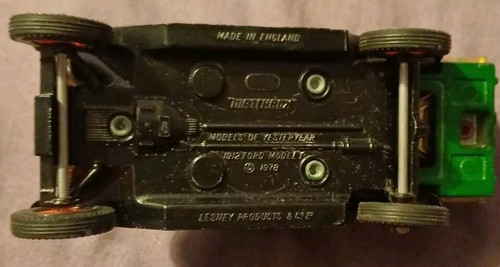 MADE IN ENGLAND
"MATCHBOX"
MODELS OF YESTERYEAR
1912 FORD MODEL T
© 1978
LESNEY PRODUCTS & Co Ltd